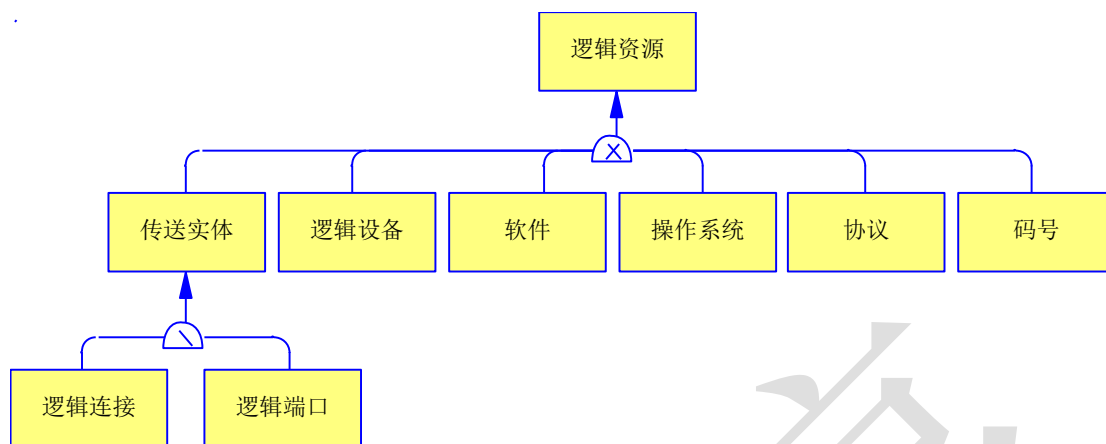 逻辑资源
传送实体
逻辑设备
软件
操作系统
协议
码号
逻辑连接
逻辑端口